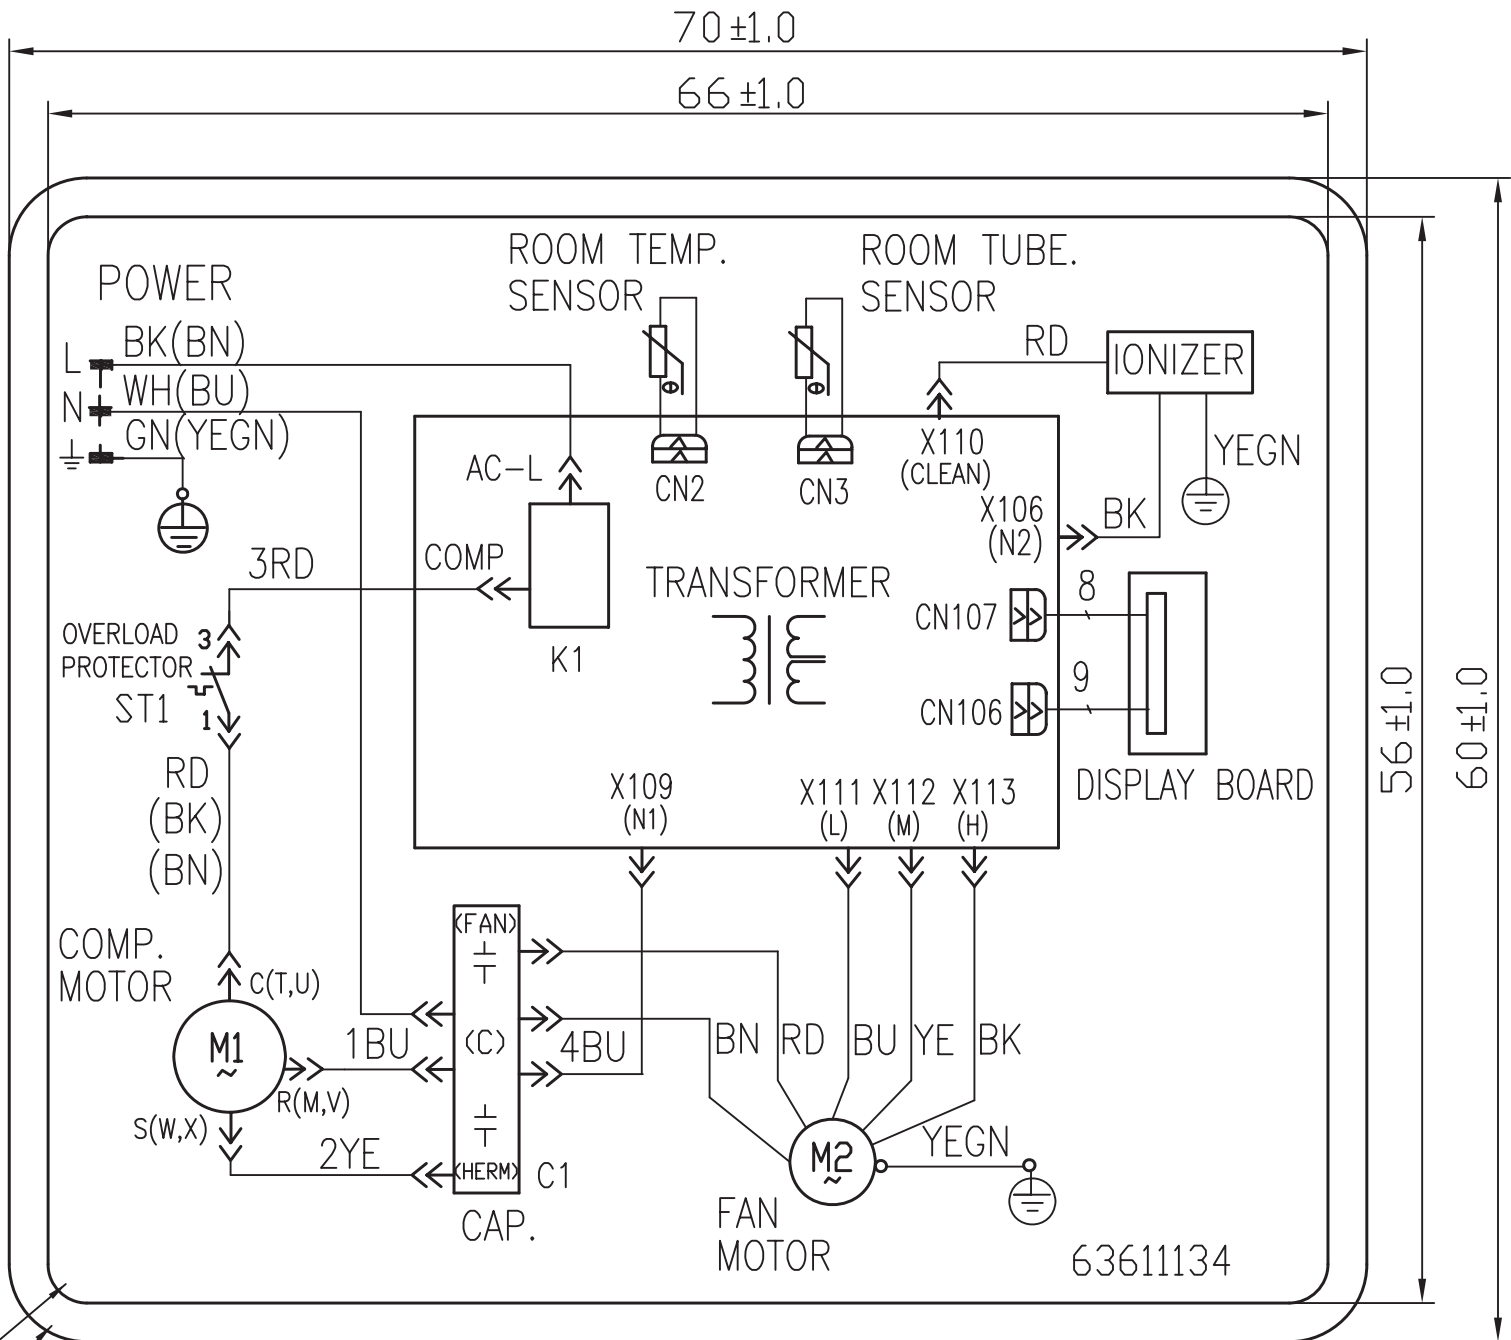 70±1.0
66±1.0
POWER
L
BK(BN)
N
WH(BU)
GN(YEGN)
ROOM TEMP.
SENSOR
ROOM TUBE.
SENSOR
RD
IONIZER
YEGN
AC-L
CN2
CN3
X110
(CLEAN)
X106
(N2)
BK
3RD
COMP
K1
TRANSFORMER
CN107
8
CN106
9
DISPLAY BOARD
OVERLOAD
PROTECTOR
ST1
3
1
RD
(BK)
(BN)
X109
(N1)
X111
(L)
X112
(M)
X113
(H)
56±1.0
60±1.0
COMP.
MOTOR
C(T,U)
M1
~
R(M,V)
S(W,X)
1BU
2YE
(FAN)
(C)
(HERM)
C1
CAP.
4BU
BN
RD
BU
YE
BK
M2
~
YEGN
FAN
MOTOR
63611134